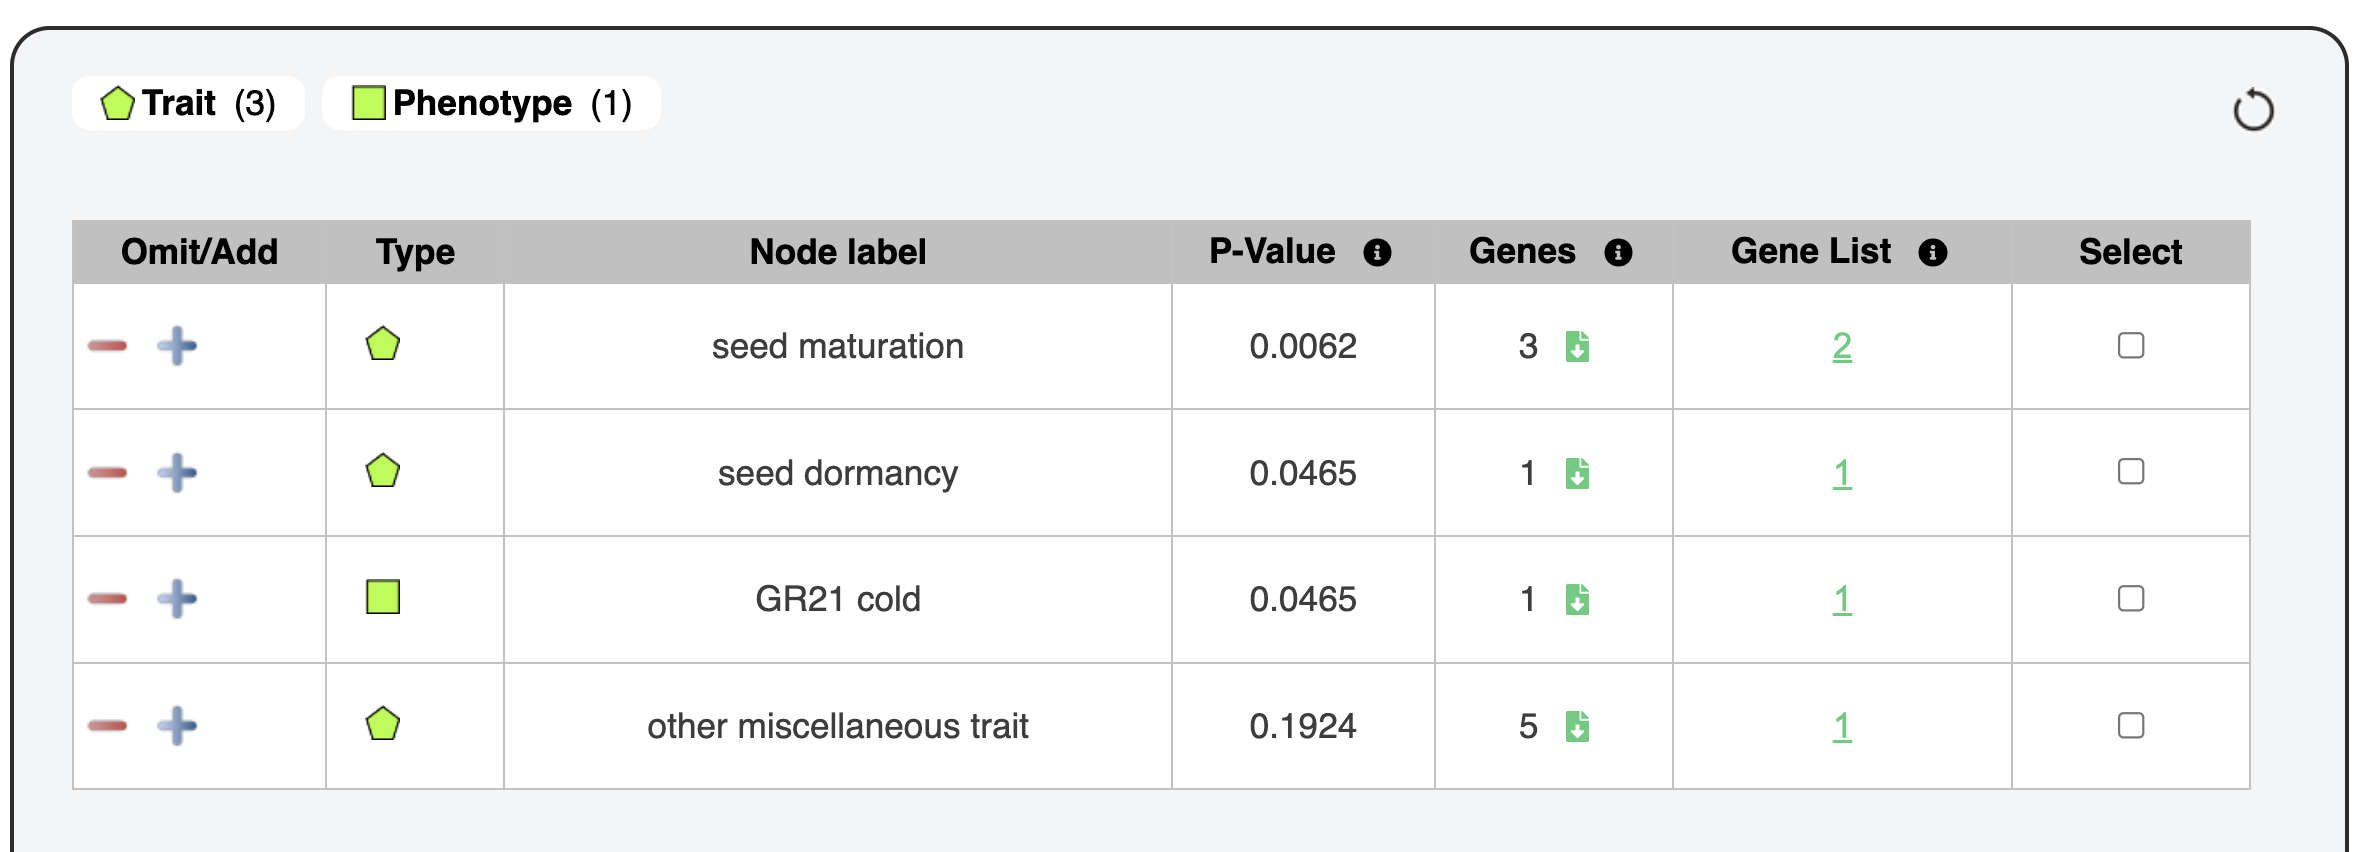 Trait (3) Phenotype (1)
Omit/Add Type Node label P-Value Genes Gene List Select
seed maturation 0.0062 3 2
seed dormancy 0.0465 1 1
GR21 cold 0.0465 1 1
other miscellaneous trait 0.1924 5 1